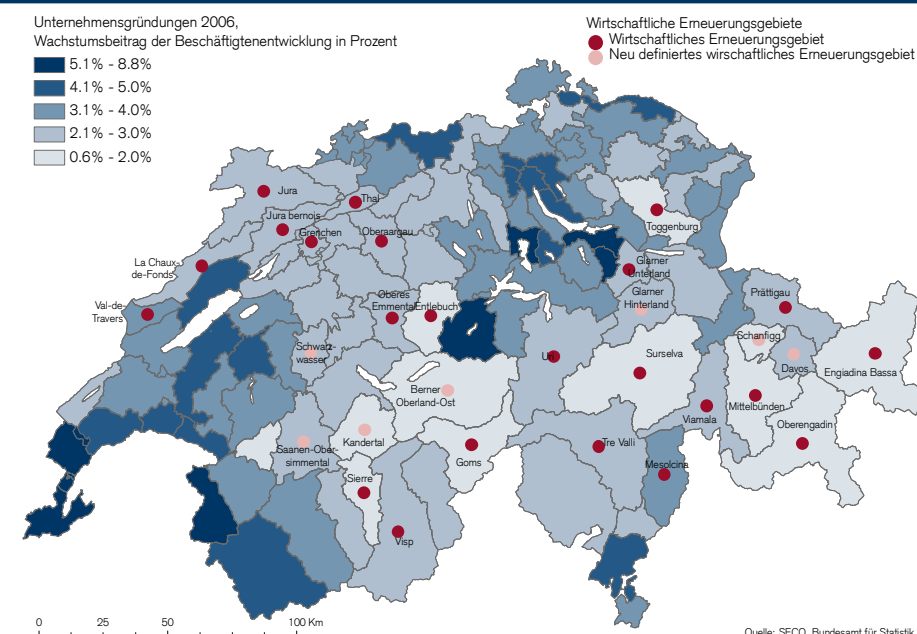 Unternehmensgründungen 2006,
Wachstumsbeitrag der Beschäftigtenentwicklung in Prozent
5.1% - 8.8%
4.1% - 5.0%
3.1% - 4.0%
2.1% - 3.0%
0.6% - 2.0%
Wirtschaftliche Erneuerungsgebiete
Wirtschaftliches Erneuerungsgebiet
Neu definiertes wirschaftliches Erneuerungsgebiet
Jura
Thal
Jura bernois
Grenchen
Oberaargau
Toggenburg
La Chaux-
de-Fonds
Glarner
Unterland
Val-de-
Travers
Oberes
Emmental
Entlebuch
Glarner
Hinterland
Prättigau
Schwarz-
wasser
Uri
Surselva
Schanfigg
Davos
Engiadina Bassa
Berner
Oberland-Ost
Viamala
Mittelbünden
Oberengadin
Saanen-Ober-
simmental
Kandertal
Goms
Tre Valli
Mesolcina
Sierre
Visp
0 25 50 100 Km
Quelle: SECO, Bundesamt für Statistik